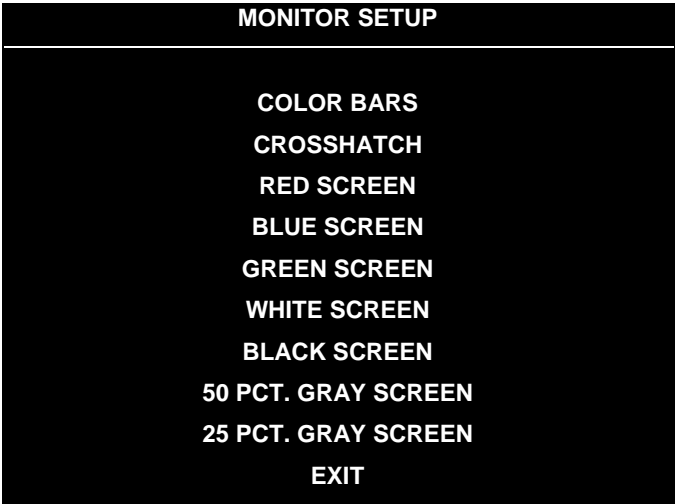 MONITOR SETUP
COLOR BARS
CROSSHATCH
RED SCREEN
BLUE SCREEN
GREEN SCREEN
WHITE SCREEN
BLACK SCREEN
50 PCT. GRAY SCREEN
25 PCT. GRAY SCREEN
EXIT